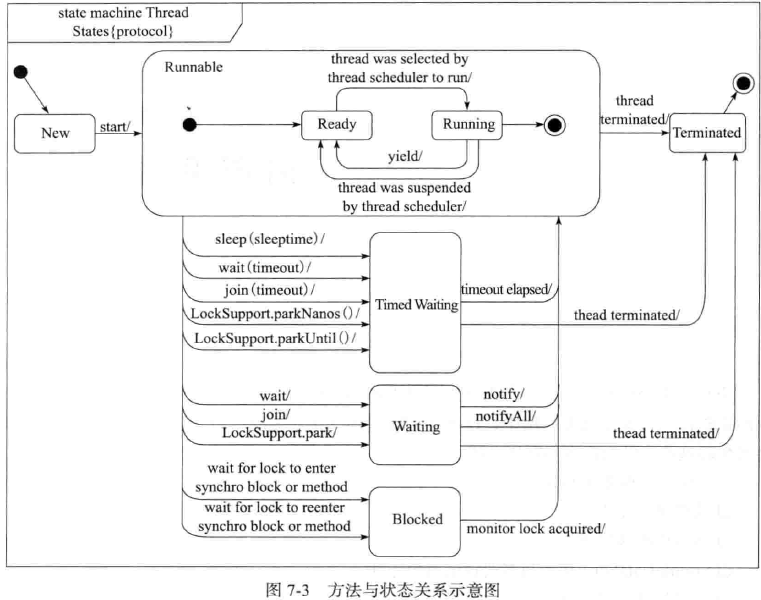 state machine Thread
States{protocol}
Runnable
thread was selected by
thread scheduler to run/
New
start/
Ready
Running
yield/
thread was suspended
by thread scheduler/
thread
terminated/
Terminated
sleep(sleeptime)/
wait(timeout)/
join(timeout)/
LockSupport.parkNanos()/
LockSupport.parkUntil()/
Timed Waiting
timeout elapsed/
thead terminated/
wait/
join/
LockSupport.park/
Waiting
notify/
notifyAll/
thead terminated/
wait for lock to enter
synchro block or method
wait for lock to reenter
synchro block or method
Blocked
monitor lock acquired/
图 7-3 方法与状态关系示意图